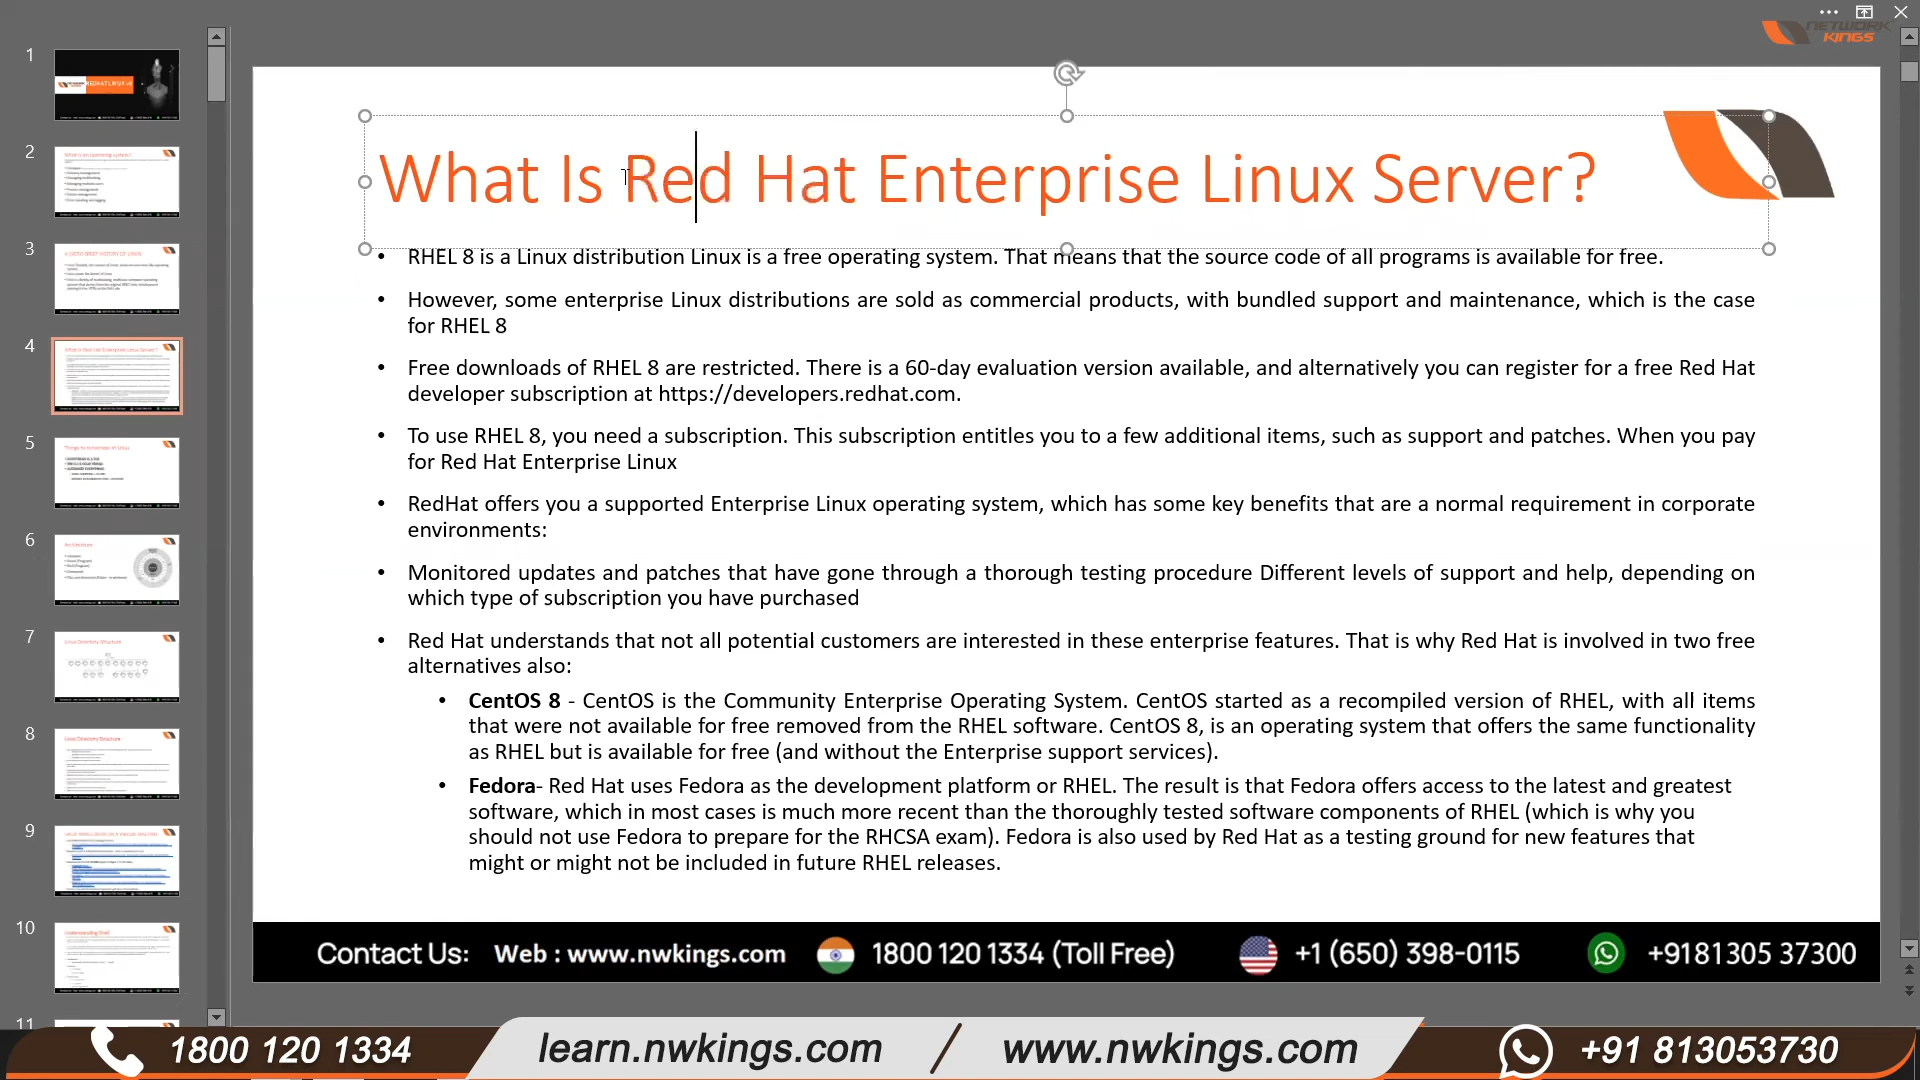 NETWORK
KINGS
1
2
3
4
5
6
7
8
9
10
11
What Is Red Hat Enterprise Linux Server?
• RHEL 8 is a Linux distribution Linux is a free operating system. That means that the source code of all programs is available for free.
• However, some enterprise Linux distributions are sold as commercial products, with bundled support and maintenance, which is the case
for RHEL 8
• Free downloads of RHEL 8 are restricted. There is a 60-day evaluation version available, and alternatively you can register for a free Red Hat
developer subscription at https://developers.redhat.com.
• To use RHEL 8, you need a subscription. This subscription entitles you to a few additional items, such as support and patches. When you pay
for Red Hat Enterprise Linux
• RedHat offers you a supported Enterprise Linux operating system, which has some key benefits that are a normal requirement in corporate
environments:
• Monitored updates and patches that have gone through a thorough testing procedure Different levels of support and help, depending on
which type of subscription you have purchased
• Red Hat understands that not all potential customers are interested in these enterprise features. That is why Red Hat is involved in two free
alternatives also:
• CentOS 8 - CentOS is the Community Enterprise Operating System. CentOS started as a recompiled version of RHEL, with all items
that were not available for free removed from the RHEL software. CentOS 8, is an operating system that offers the same functionality
as RHEL but is available for free (and without the Enterprise support services).
• Fedora- Red Hat uses Fedora as the development platform or RHEL. The result is that Fedora offers access to the latest and greatest
software, which in most cases is much more recent than the thoroughly tested software components of RHEL (which is why you
should not use Fedora to prepare for the RHCSA exam). Fedora is also used by Red Hat as a testing ground for new features that
might or might not be included in future RHEL releases.
Contact Us: Web : www.nwkings.com 1800 120 1334 (Toll Free) +1 (650) 398-0115 +9181305 37300
1800 120 1334 learn.nwkings.com / www.nwkings.com +91 813053730